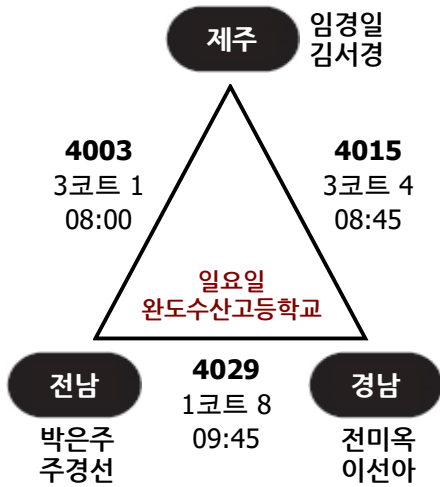 제주
임경일
김서경
4003
3코트 1
08:00
4015
3코트 4
08:45
일요일
완도수산고등학교
전남
박은주
주경선
4029
1코트 8
09:45
경남
전미옥
이선아